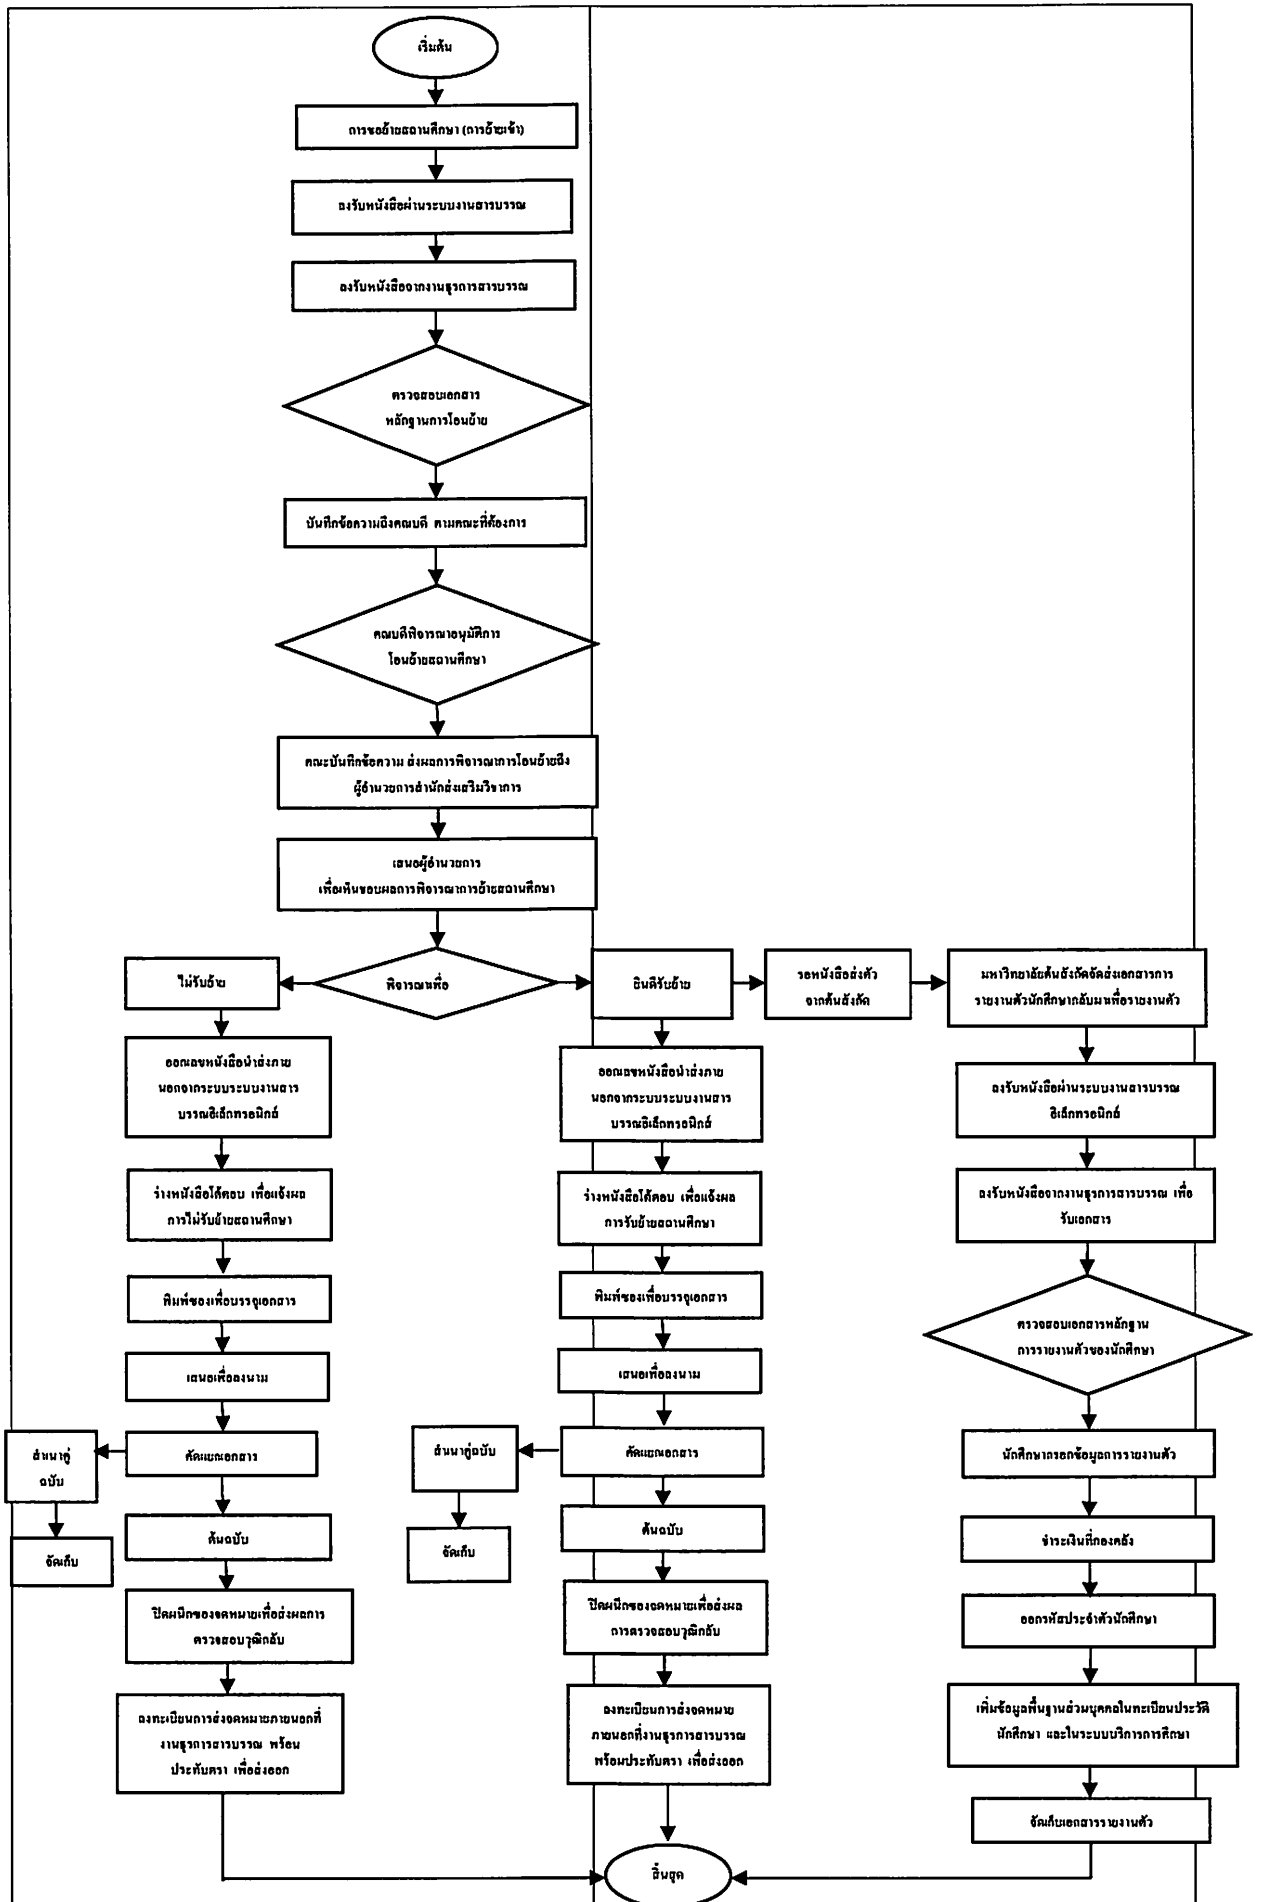 เริ่มต้น
การขอย้ายสถานศึกษา (การย้ายเข้า)
ลงรับหนังสือผ่านระบบงานสารบรรณ
ลงรับหนังสือจากงานธุรการสารบรรณ
ตรวจสอบเอกสาร
หลักฐานการโอนย้าย
บันทึกข้อความถึงคณบดี ตามคณะที่ต้องการ
คณบดีพิจารณาอนุมัติการ
โอนย้ายสถานศึกษา
คณะบันทึกข้อความ ส่งผลการพิจารณาการโอนย้ายถึง
ผู้อำนวยการสำนักส่งเสริมวิชาการ
เสนอผู้อำนวยการ
เพื่อเห็นชอบผลการพิจารณาการย้ายสถานศึกษา
พิจารณาเพื่อ
ไม่รับย้าย
ออกเลขหนังสือนำส่งภาย
นอกจากระบบระบบงานสาร
บรรณอิเล็กทรอนิกส์
ร่างหนังสือโต้ตอบ เพื่อแจ้งผล
การไม่รับย้ายสถานศึกษา
พิมพ์ซองเพื่อบรรจุเอกสาร
เสนอเพื่อลงนาม
คัดแยกเอกสาร
สำเนาคู่
ฉบับ
จัดเก็บ
ต้นฉบับ
ปิดผนึกซองจดหมายเพื่อส่งผลการ
ตรวจสอบวุฒิกลับ
ลงทะเบียนการส่งจดหมายภายนอกที่
งานธุรการสารบรรณ พร้อม
ประทับตรา เพื่อส่งออก
ยินดีรับย้าย
ออกเลขหนังสือนำส่งภาย
นอกจากระบบระบบงานสาร
บรรณอิเล็กทรอนิกส์
ร่างหนังสือโต้ตอบ เพื่อแจ้งผล
การรับย้ายสถานศึกษา
พิมพ์ซองเพื่อบรรจุเอกสาร
เสนอเพื่อลงนาม
คัดแยกเอกสาร
สำเนาคู่ฉบับ
จัดเก็บ
ต้นฉบับ
ปิดผนึกซองจดหมายเพื่อส่งผล
การตรวจสอบวุฒิกลับ
ลงทะเบียนการส่งจดหมาย
ภายนอกที่งานธุรการสารบรรณ
พร้อมประทับตรา เพื่อส่งออก
รอหนังสือส่งตัว
จากต้นสังกัด
มหาวิทยาลัยต้นสังกัดจัดส่งเอกสารการ
รายงานตัวนักศึกษากลับมาเพื่อรายงานตัว
ลงรับหนังสือผ่านระบบงานสารบรรณ
อิเล็กทรอนิกส์
ลงรับหนังสือจากงานธุรการสารบรรณ เพื่อ
รับเอกสาร
ตรวจสอบเอกสารหลักฐาน
การรายงานตัวของนักศึกษา
นักศึกษากรอกข้อมูลการรายงานตัว
ชำระเงินที่กองคลัง
ออกรหัสประจำตัวนักศึกษา
เพิ่มข้อมูลพื้นฐานส่วนบุคคลในทะเบียนประวัติ
นักศึกษา และในระบบบริการการศึกษา
จัดเก็บเอกสารรายงานตัว
สิ้นสุด